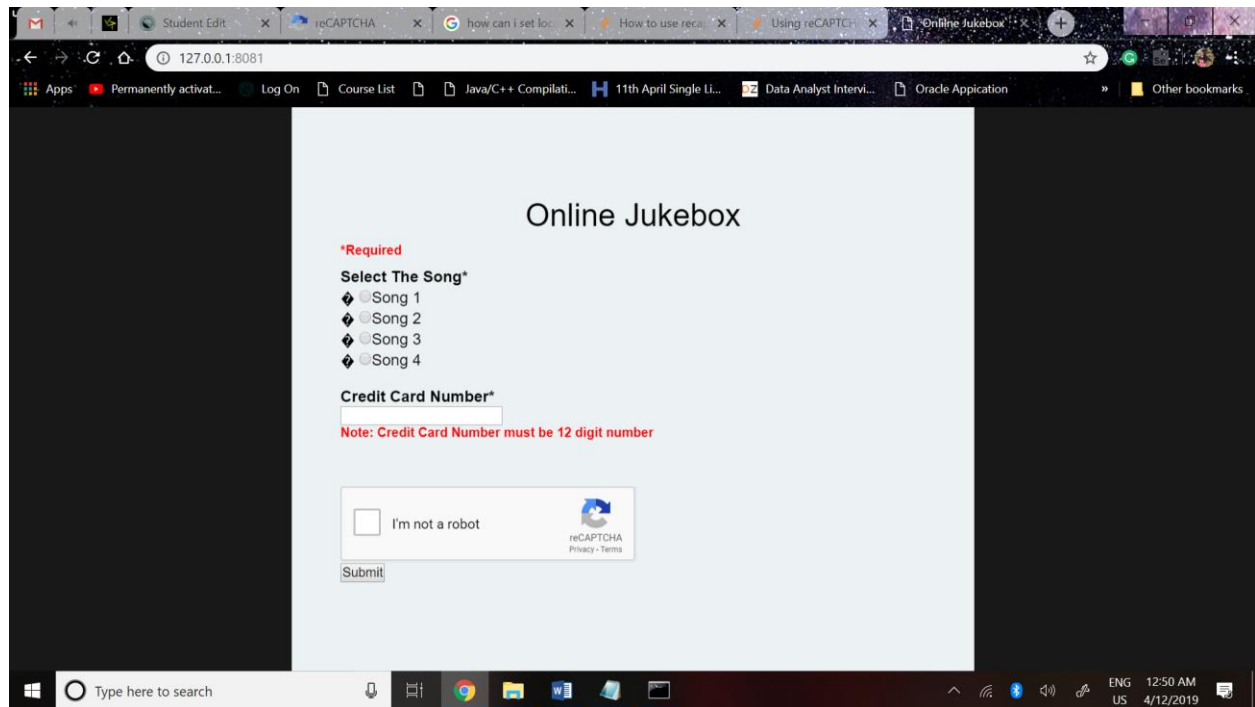 Student Edit
reCAPTCHA
how can i set loc
How to use reca
Using reCAPTCH
Online Jukebox
127.0.0.1:8081
Apps
Permanently activat...
Log On
Course List
Java/C++ Compilati...
11th April Single Li...
Data Analyst Intervi...
Oracle Appication
»
Other bookmarks
Online Jukebox
*Required
Select The Song*
� Song 1
� Song 2
� Song 3
� Song 4
Credit Card Number*
Note: Credit Card Number must be 12 digit number
I'm not a robot
reCAPTCHA
Privacy - Terms
Submit
Type here to search
ENG
US
12:50 AM
4/12/2019